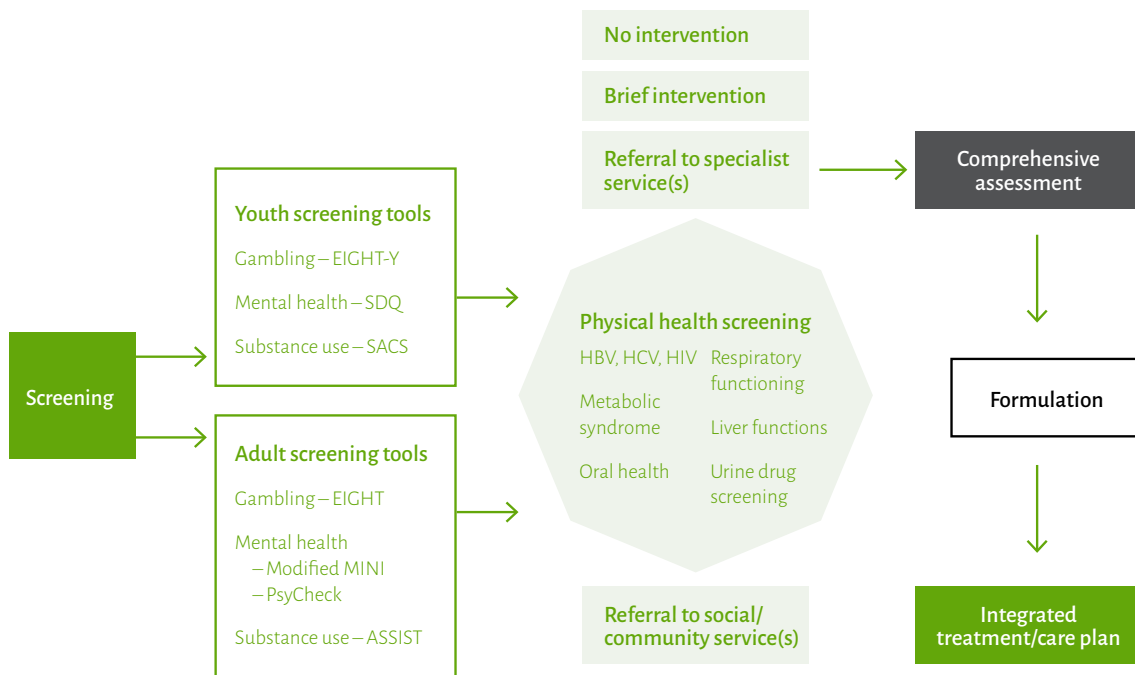 Screening
Youth screening tools
Gambling – EIGHT-Y
Mental health – SDQ
Substance use – SACS
Adult screening tools
Gambling – EIGHT
Mental health
– Modified MINI
– PsyCheck
Substance use – ASSIST
No intervention
Brief intervention
Referral to specialist
service(s)
Physical health screening
HBV, HCV, HIV
Metabolic
syndrome
Oral health
Respiratory
functioning
Liver functions
Urine drug
screening
Referral to social/
community service(s)
Comprehensive
assessment
Formulation
Integrated
treatment/care plan